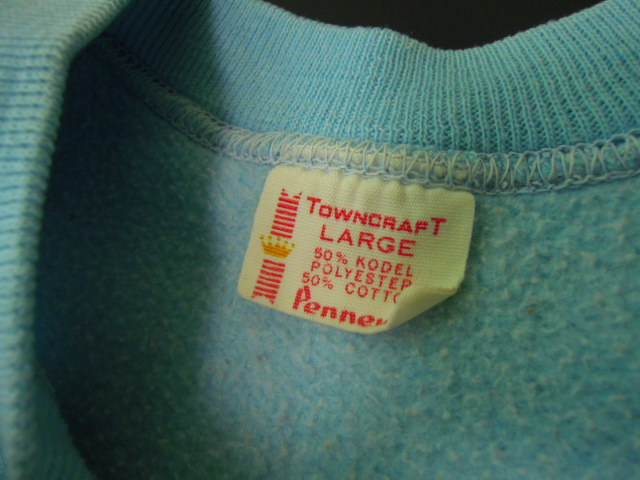 TOWNCRAFT
LARGE
50% KODEL
POLYESTER
50% COTTO
Penney